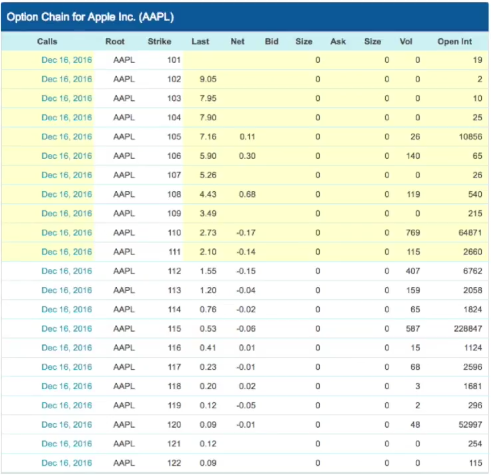 Option Chain for Apple Inc. (AAPL)
Calls Root Strike Last Net Bid Size Ask Size Vol Open Int
Dec 16, 2016 AAPL 101 0 0 0 19
Dec 16, 2016 AAPL 102 9.05 0 0 0 2
Dec 16, 2016 AAPL 103 7.95 0 0 0 10
Dec 16, 2016 AAPL 104 7.90 0 0 0 25
Dec 16, 2016 AAPL 105 7.16 0.11 0 0 26 10856
Dec 16, 2016 AAPL 106 5.90 0.30 0 0 140 65
Dec 16, 2016 AAPL 107 5.26 0 0 0 26
Dec 16, 2016 AAPL 108 4.43 0.68 0 0 119 540
Dec 16, 2016 AAPL 109 3.49 0 0 0 215
Dec 16, 2016 AAPL 110 2.73 -0.17 0 0 769 64871
Dec 16, 2016 AAPL 111 2.10 -0.14 0 0 115 2660
Dec 16, 2016 AAPL 112 1.55 -0.15 0 0 407 6762
Dec 16, 2016 AAPL 113 1.20 -0.04 0 0 159 2058
Dec 16, 2016 AAPL 114 0.76 -0.02 0 0 65 1824
Dec 16, 2016 AAPL 115 0.53 -0.06 0 0 587 228847
Dec 16, 2016 AAPL 116 0.41 0.01 0 0 15 1124
Dec 16, 2016 AAPL 117 0.23 -0.01 0 0 68 2596
Dec 16, 2016 AAPL 118 0.20 0.02 0 0 3 1681
Dec 16, 2016 AAPL 119 0.12 -0.05 0 0 2 296
Dec 16, 2016 AAPL 120 0.09 -0.01 0 0 48 52997
Dec 16, 2016 AAPL 121 0.12 0 0 0 254
Dec 16, 2016 AAPL 122 0.09 0 0 0 115